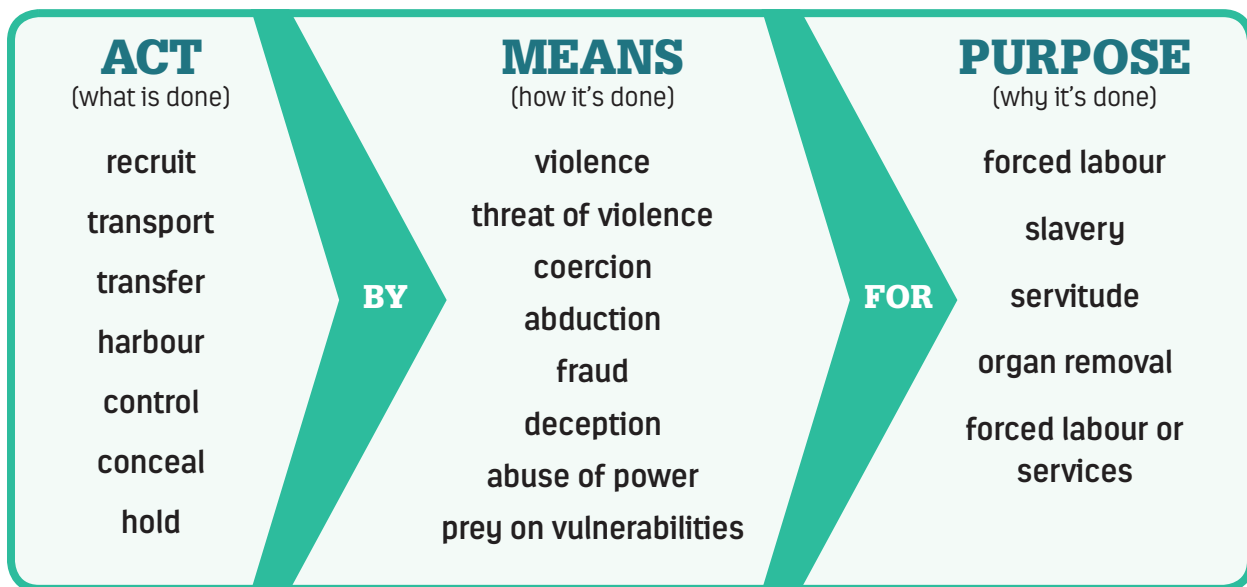 ACT
(what is done)
recruit
transport
transfer
harbour
control
conceal
hold
BY
MEANS
(how it's done)
violence
threat of violence
coercion
abduction
fraud
deception
abuse of power
prey on vulnerabilities
FOR
PURPOSE
(why it's done)
forced labour
slavery
servitude
organ removal
forced labour or
services